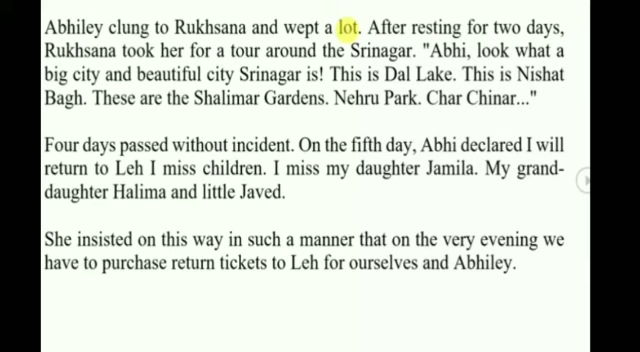 Abhiley clung to Rukhsana and wept a lot. After resting for two days,
Rukhsana took her for a tour around the Srinagar. "Abhi, look what a
big city and beautiful city Srinagar is! This is Dal Lake. This is Nishat
Bagh. These are the Shalimar Gardens. Nehru Park. Char Chinar..."
Four days passed without incident. On the fifth day, Abhi declared I will
return to Leh I miss children. I miss my daughter Jamila. My grand-
daughter Halima and little Javed.
She insisted on this way in such a manner that on the very evening we
have to purchase return tickets to Leh for ourselves and Abhiley.